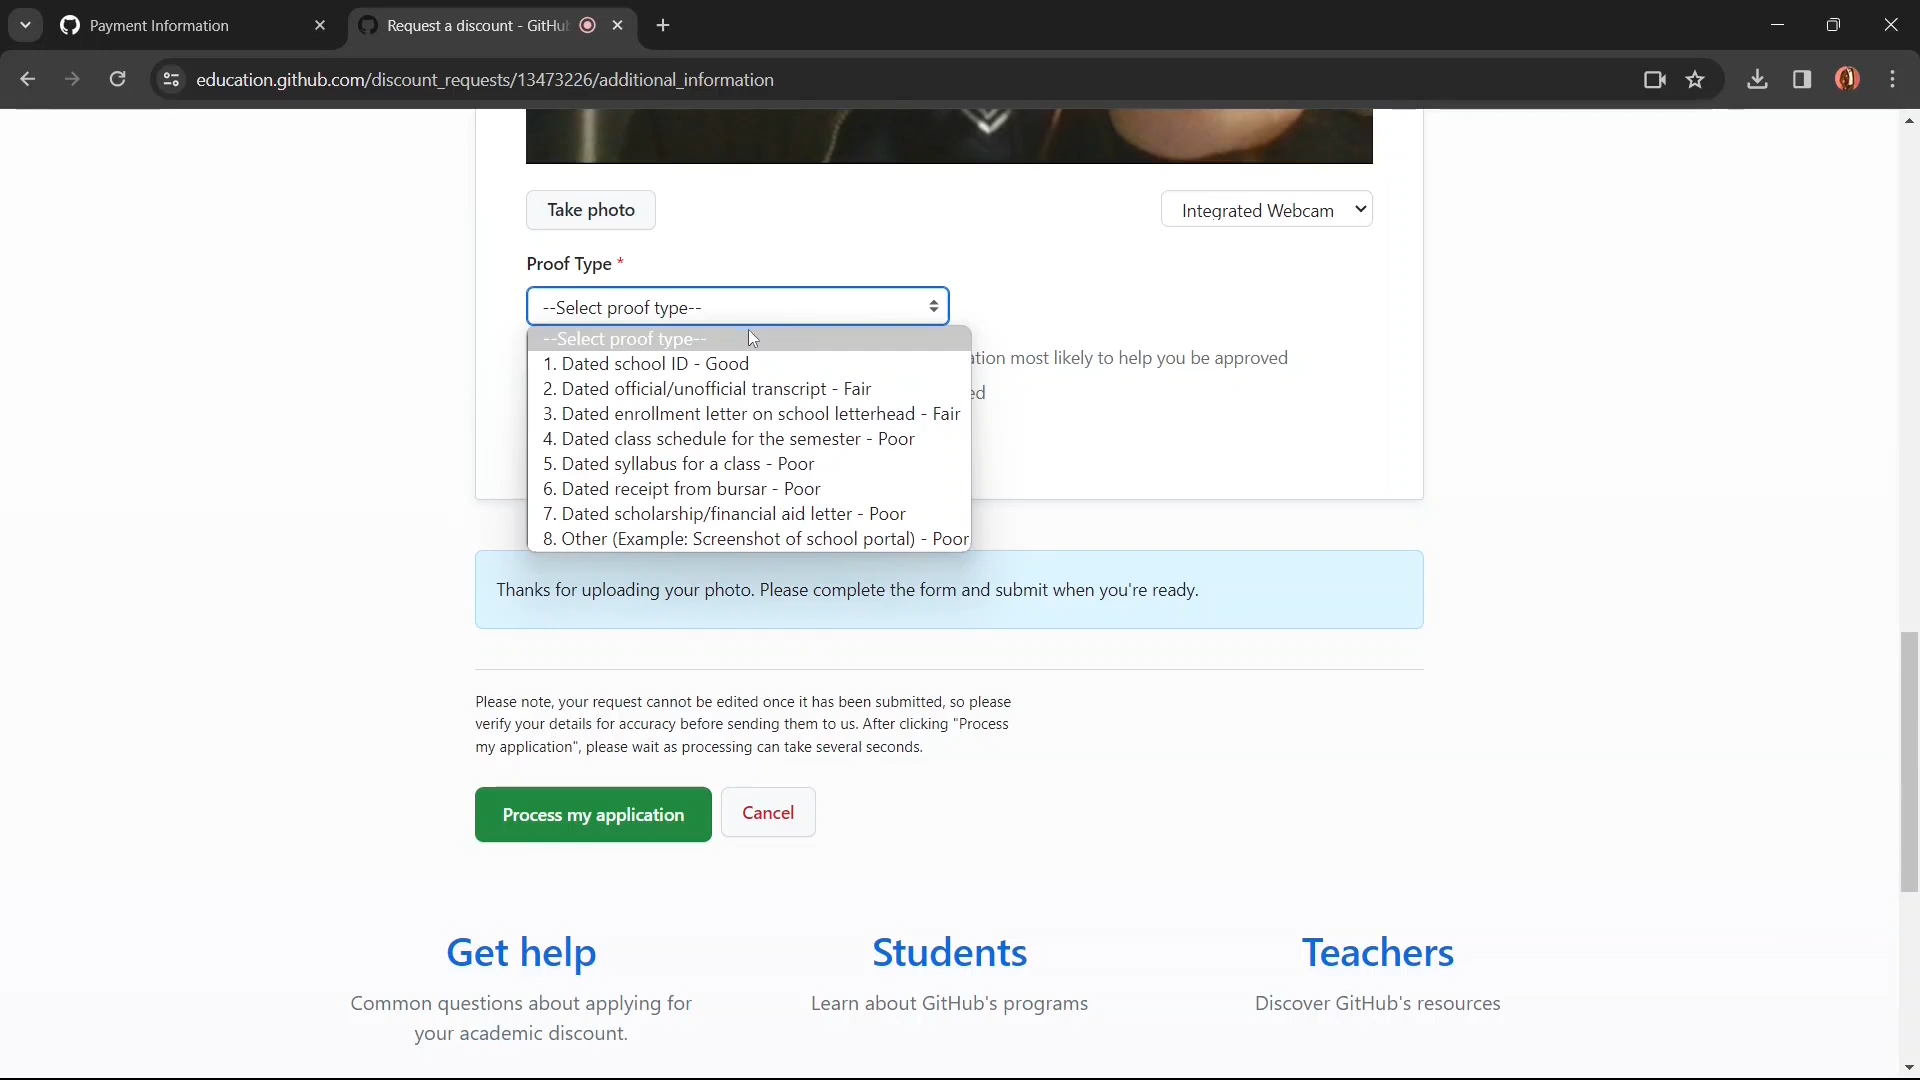 Payment Information
Request a discount - GitHu
education.github.com/discount_requests/13473226/additional_information
Take photo
Integrated Webcam
Proof Type *
--Select proof type--
--Select proof type--
1. Dated school ID - Good
tion most likely to help you be approved
2. Dated official/unofficial transcript - Fair
ed
3. Dated enrollment letter on school letterhead - Fair
4. Dated class schedule for the semester - Poor
5. Dated syllabus for a class - Poor
6. Dated receipt from bursar - Poor
7. Dated scholarship/financial aid letter - Poor
8. Other (Example: Screenshot of school portal) - Poor
Thanks for uploading your photo. Please complete the form and submit when you're ready.
Please note, your request cannot be edited once it has been submitted, so please
verify your details for accuracy before sending them to us. After clicking "Process
my application", please wait as processing can take several seconds.
Process my application
Cancel
Get help
Common questions about applying for
your academic discount.
Students
Learn about GitHub's programs
Teachers
Discover GitHub's resources